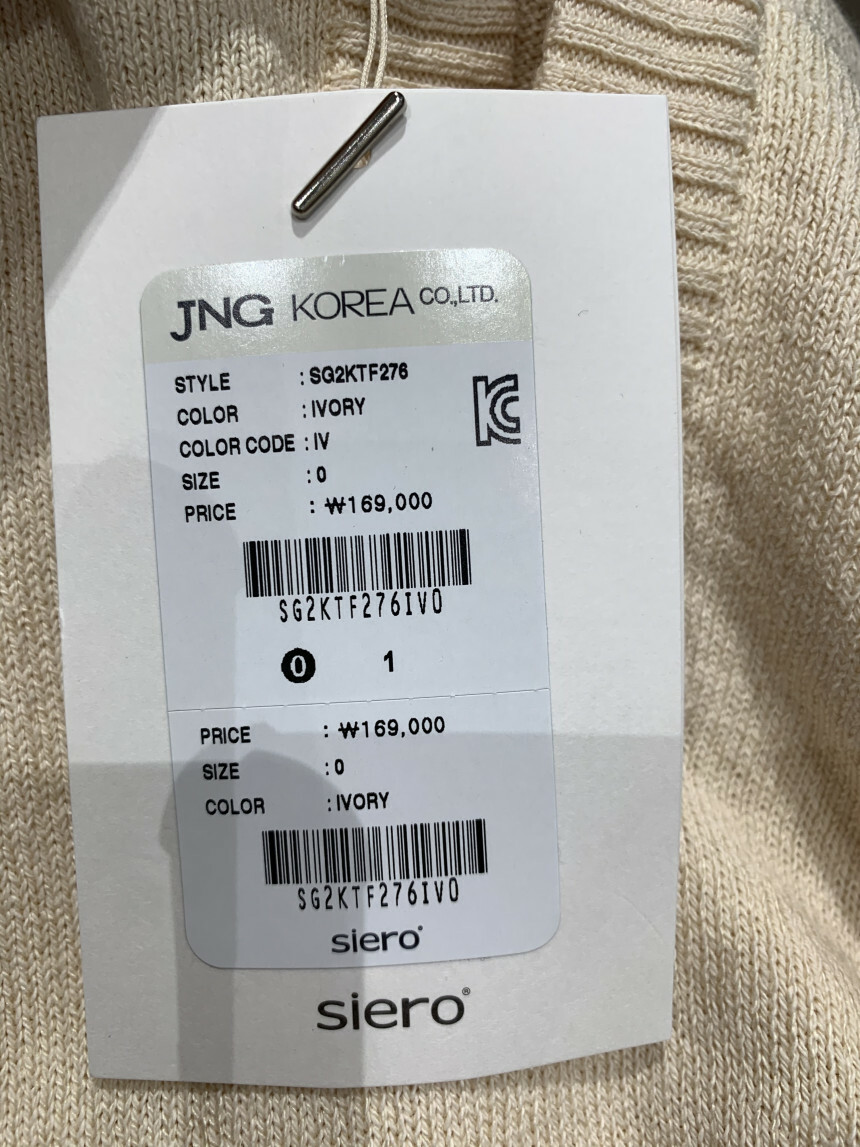 JNG KOREA CO.,LTD.
STYLE : SG2KTF276
COLOR : IVORY
COLOR CODE : IV
SIZE : 0
PRICE : ₩169,000
SG2KTF276IV0
0 1
PRICE : ₩169,000
SIZE : 0
COLOR : IVORY
SG2KTF276IV0
siero®
siero®